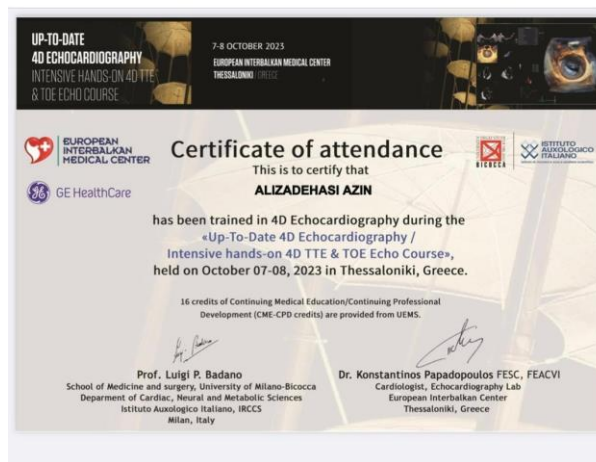 UP-TO-DATE
4D ECHOCARDIOGRAPHY
INTENSIVE HANDS-ON 4D TTE
& TOE ECHO COURSE
7-8 OCTOBER 2023
EUROPEAN INTERBALKAN MEDICAL CENTER
THESSALONIKI / GREECE
EUROPEAN
INTERBALKAN
MEDICAL CENTER
GE HealthCare
BICOCCA
ISTITUTO
AUXOLOGICO
ITALIANO
Certificate of attendance
This is to certify that
ALIZADEHASI AZIN
has been trained in 4D Echocardiography during the
«Up-To-Date 4D Echocardiography /
Intensive hands-on 4D TTE & TOE Echo Course»,
held on October 07-08, 2023 in Thessaloniki, Greece.
16 credits of Continuing Medical Education/Continuing Professional
Development (CME-CPD credits) are provided from UEMS.
Prof. Luigi P. Badano
School of Medicine and surgery, University of Milano-Bicocca
Deparment of Cardiac, Neural and Metabolic Sciences
Istituto Auxologico Italiano, IRCCS
Milan, Italy
Dr. Konstantinos Papadopoulos FESC, FEACVI
Cardiologist, Echocardiography Lab
European Interbalkan Center
Thessaloniki, Greece